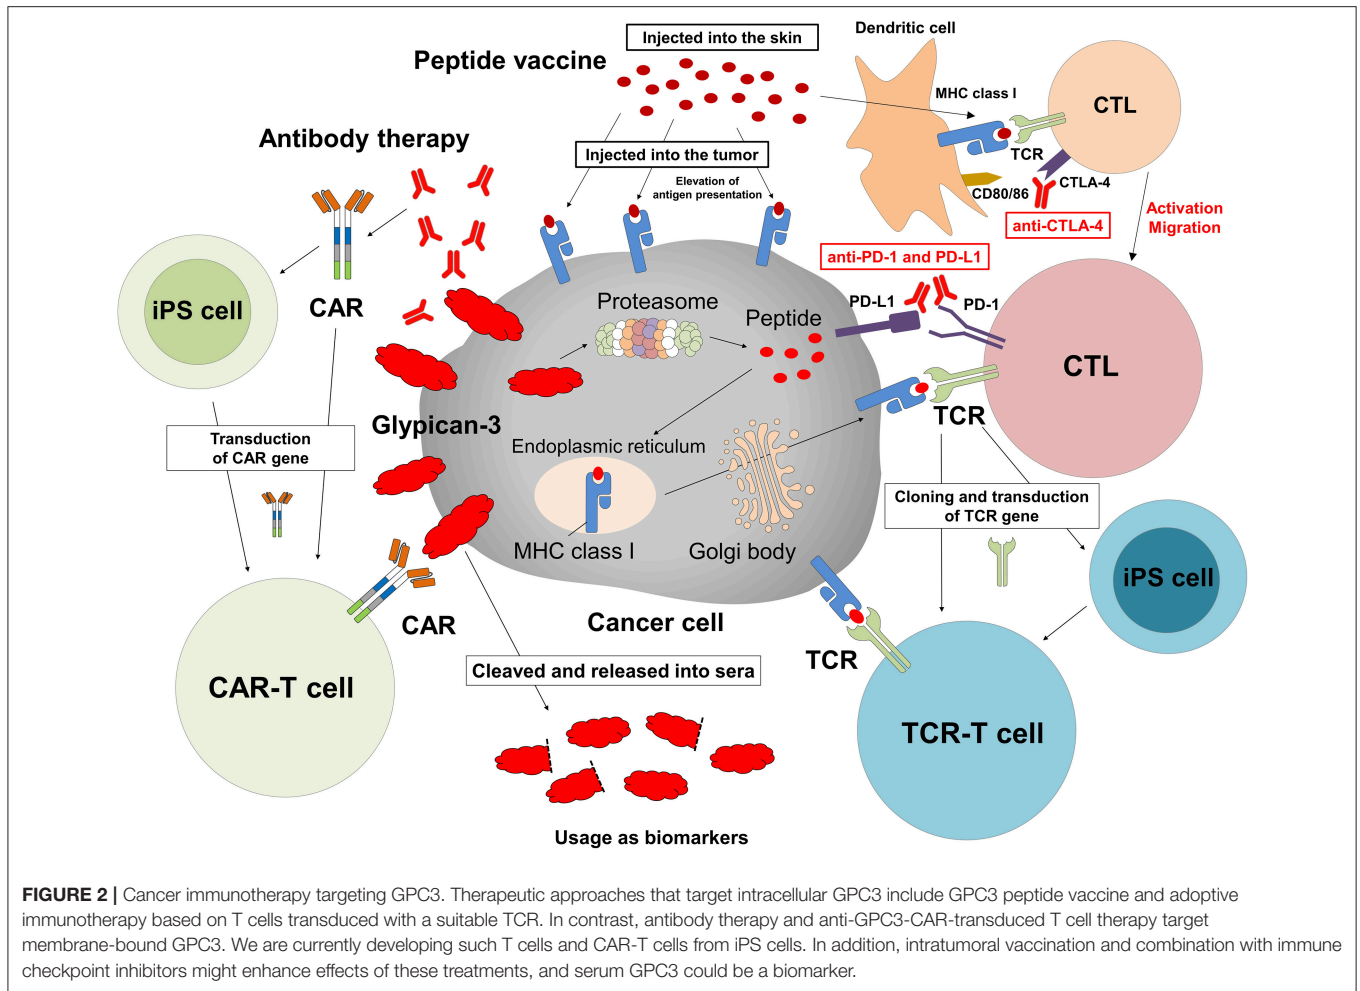 Injected into the skin
Peptide vaccine
Dendritic cell
MHC class I
CTL
TCR
CD80/86
CTLA-4
anti-CTLA-4
Activation
Migration
Antibody therapy
Injected into the tumor
Elevation of
antigen presentation
anti-PD-1 and PD-L1
PD-L1
PD-1
iPS cell
CAR
Proteasome
Peptide
CTL
TCR
Glypican-3
Endoplasmic reticulum
Transduction
of CAR gene
MHC class I
Golgi body
Cloning and transduction
of TCR gene
iPS cell
CAR
Cancer cell
TCR
Cleaved and released into sera
CAR-T cell
TCR-T cell
Usage as biomarkers
FIGURE 2 | Cancer immunotherapy targeting GPC3. Therapeutic approaches that target intracellular GPC3 include GPC3 peptide vaccine and adoptive
immunotherapy based on T cells transduced with a suitable TCR. In contrast, antibody therapy and anti-GPC3-CAR-transduced T cell therapy target
membrane-bound GPC3. We are currently developing such T cells and CAR-T cells from iPS cells. In addition, intratumoral vaccination and combination with immune
checkpoint inhibitors might enhance effects of these treatments, and serum GPC3 could be a biomarker.